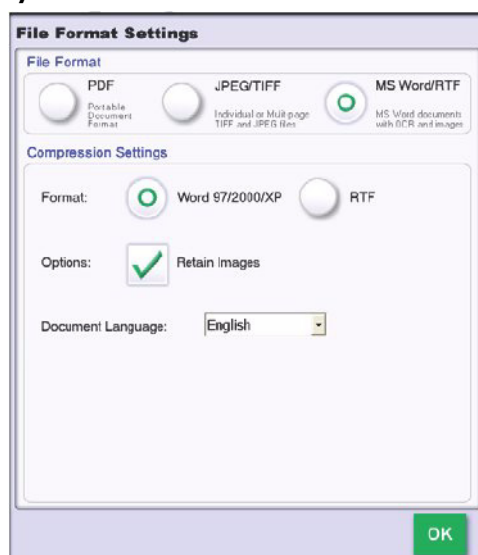 File Format Settings
File Format
PDF
Portable
Document
Format
JPEG/TIFF
Individual or Multi page
TIFF and JPEG files
MS Word/RTF
MS Word documents
with OCR and images
Compression Settings
Format:
Word 97/2000/XP
RTF
Options:
Retain Images
Document Language:
English
OK